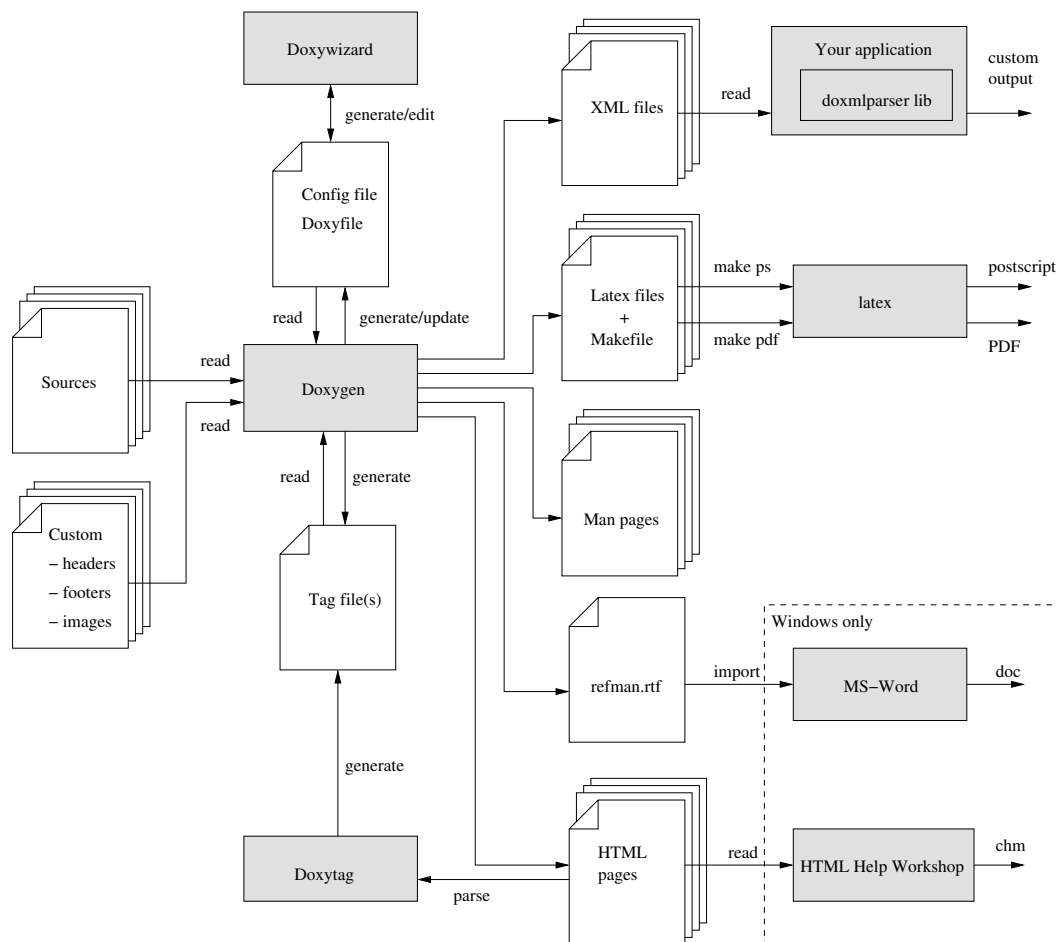 Doxywizard
generate/edit
Config file
Doxyfile
read
generate/update
Sources
read
Doxygen
read
Custom
– headers
– footers
– images
read
generate
Tag file(s)
generate
Doxytag
parse
XML files
read
Your application
doxmlparser lib
custom
output
Latex files
+
Makefile
make ps
make pdf
latex
postscript
PDF
Man pages
refman.rtf
import
Windows only
MS–Word
doc
HTML
pages
read
HTML Help Workshop
chm